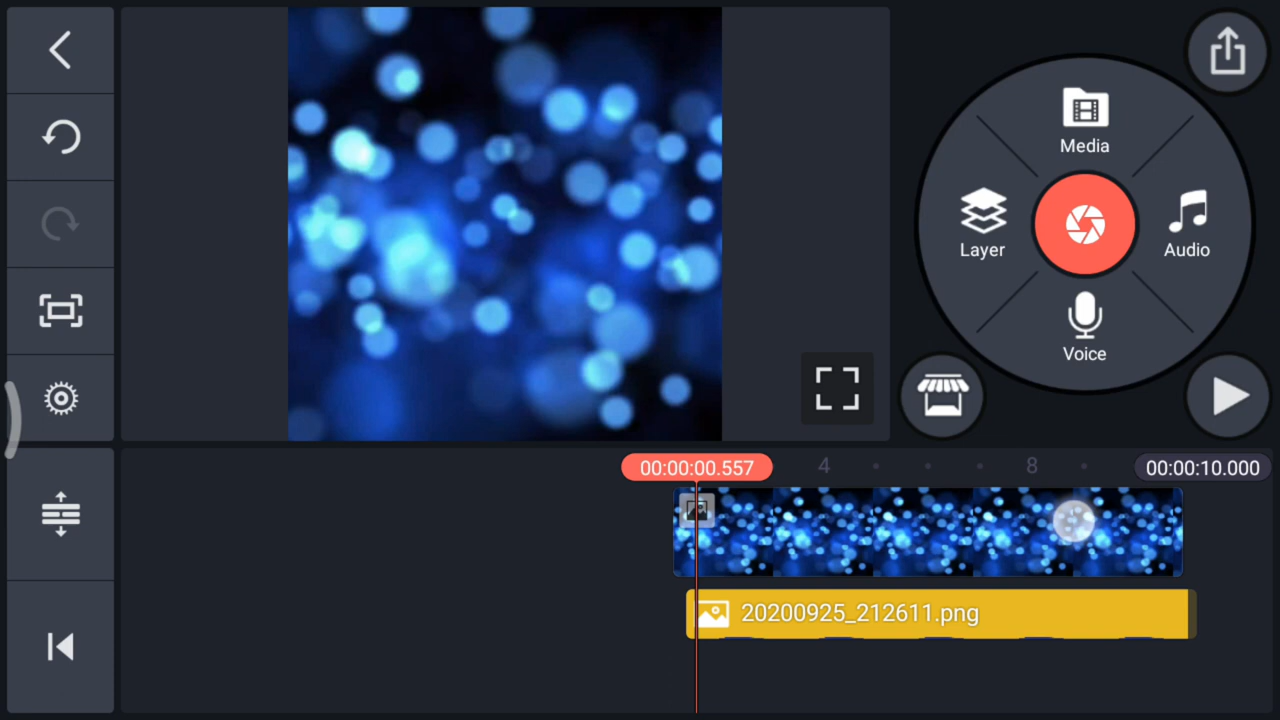 Media
Layer
Audio
Voice
00:00:00.557
4
8
00:00:10.000
20200925_212611.png